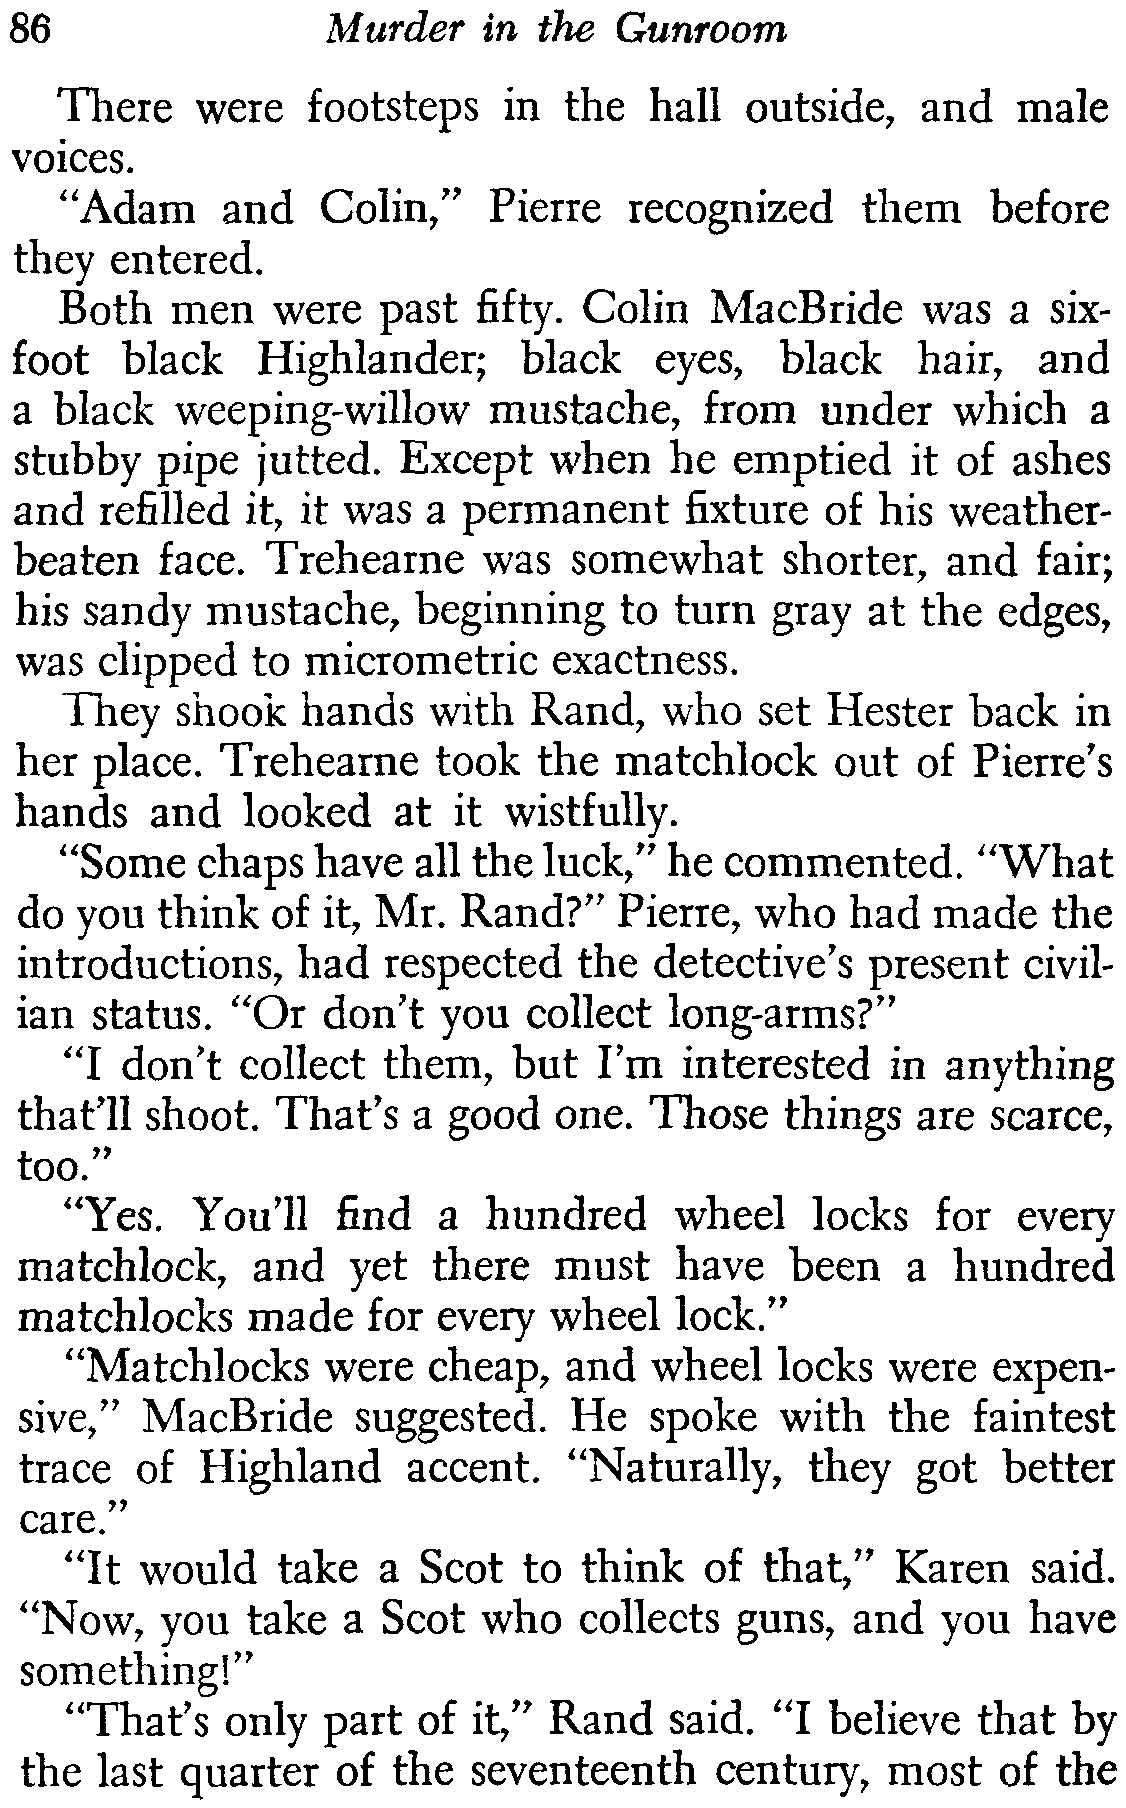 86 Murder in the Gunroom
There were footsteps in the hall outside, and male
voices.
“Adam and Colin,” Pierre recognized them before
they entered.
Both men were past fifty. Colin MacBride was a six-
foot black Highlander; black eyes, black hair, and
a black weeping-willow mustache, from under which a
stubby pipe jutted. Except when he emptied it of ashes
and refilled it, it was a permanent fixture of his weather-
beaten face. Trehearne was somewhat shorter, and fair;
his sandy mustache, beginning to turn gray at the edges,
was clipped to micrometric exactness.
They shook hands with Rand, who set Hester back in
her place. Trehearne took the matchlock out of Pierre’s
hands and looked at it wistfully.
“Some chaps have all the luck,” he commented. “What
do you think of it, Mr. Rand?” Pierre, who had made the
introductions, had respected the detective’s present civil-
ian status. “Or don’t you collect long-arms?”
“I don’t collect them, but I’m interested in anything
that’ll shoot. That’s a good one. Those things are scarce,
too.”
“Yes. You’ll find a hundred wheel locks for every
matchlock, and yet there must have been a hundred
matchlocks made for every wheel lock.”
“Matchlocks were cheap, and wheel locks were expen-
sive,” MacBride suggested. He spoke with the faintest
trace of Highland accent. “Naturally, they got better
care.”
“It would take a Scot to think of that,” Karen said.
“Now, you take a Scot who collects guns, and you have
something!”
“That’s only part of it,” Rand said. “I believe that by
the last quarter of the seventeenth century, most of the